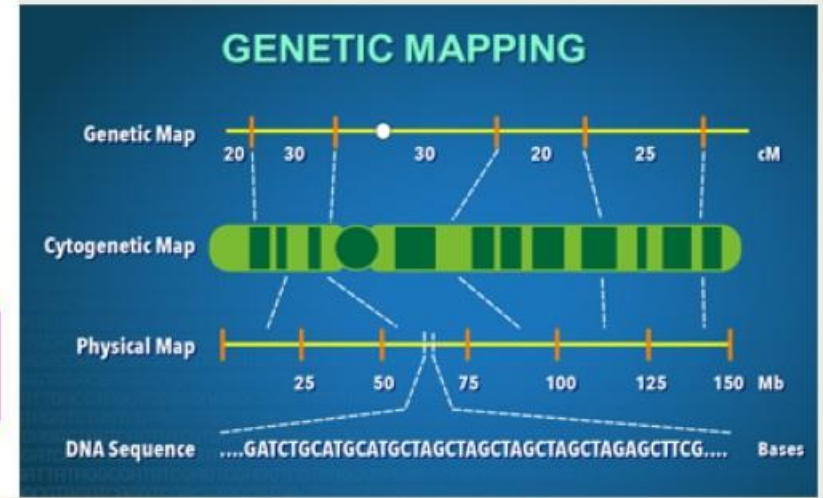 GENETIC MAPPING
Genetic Map
20 30 30 20 25 cM
Cytogenetic Map
Physical Map
25 50 75 100 125 150 Mb
DNA Sequence ....GATCTGCATGCATGCTAGCTAGCTAGCTAGCTAGAGCTTCG.... Bases